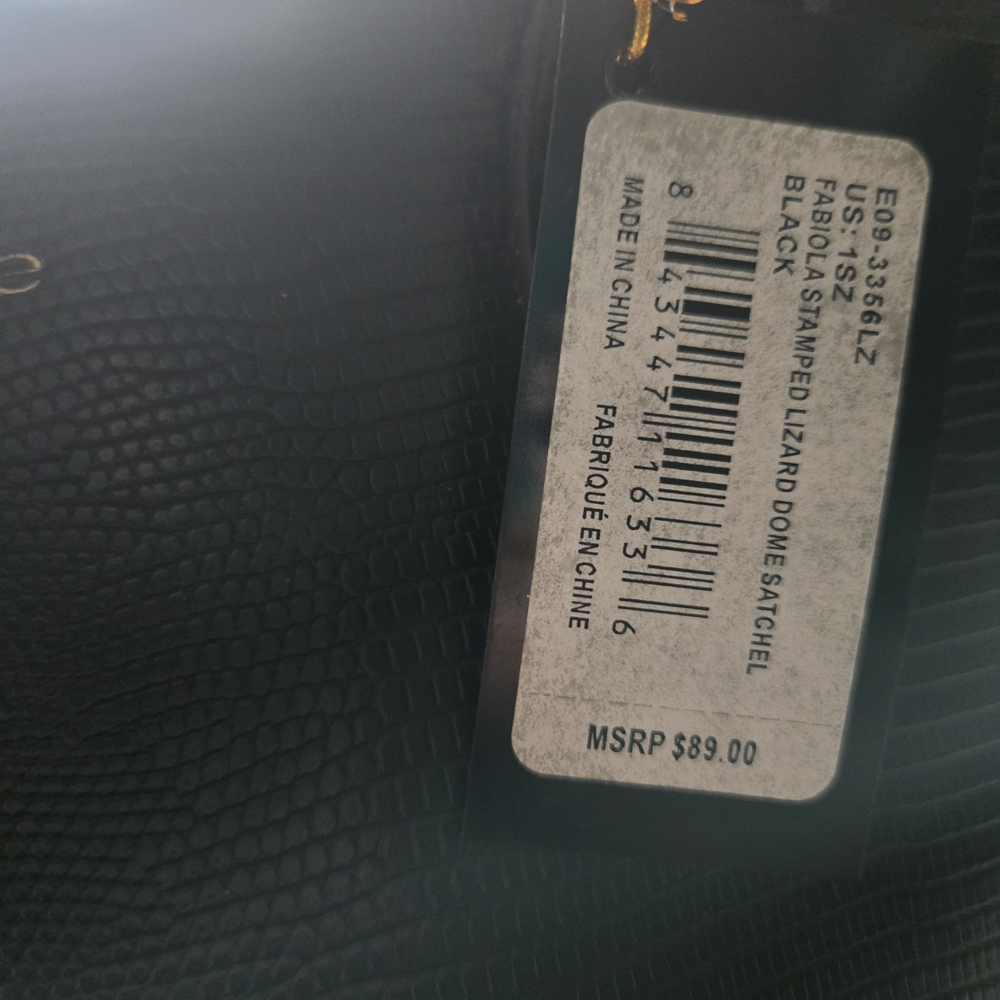 E09-3356LZ
US: 1SZ
FABIOLA STAMPED LIZARD DOME SATCHEL
BLACK
8 43447 11633 6
MADE IN CHINA FABRIQUÉ EN CHINE
MSRP $89.00